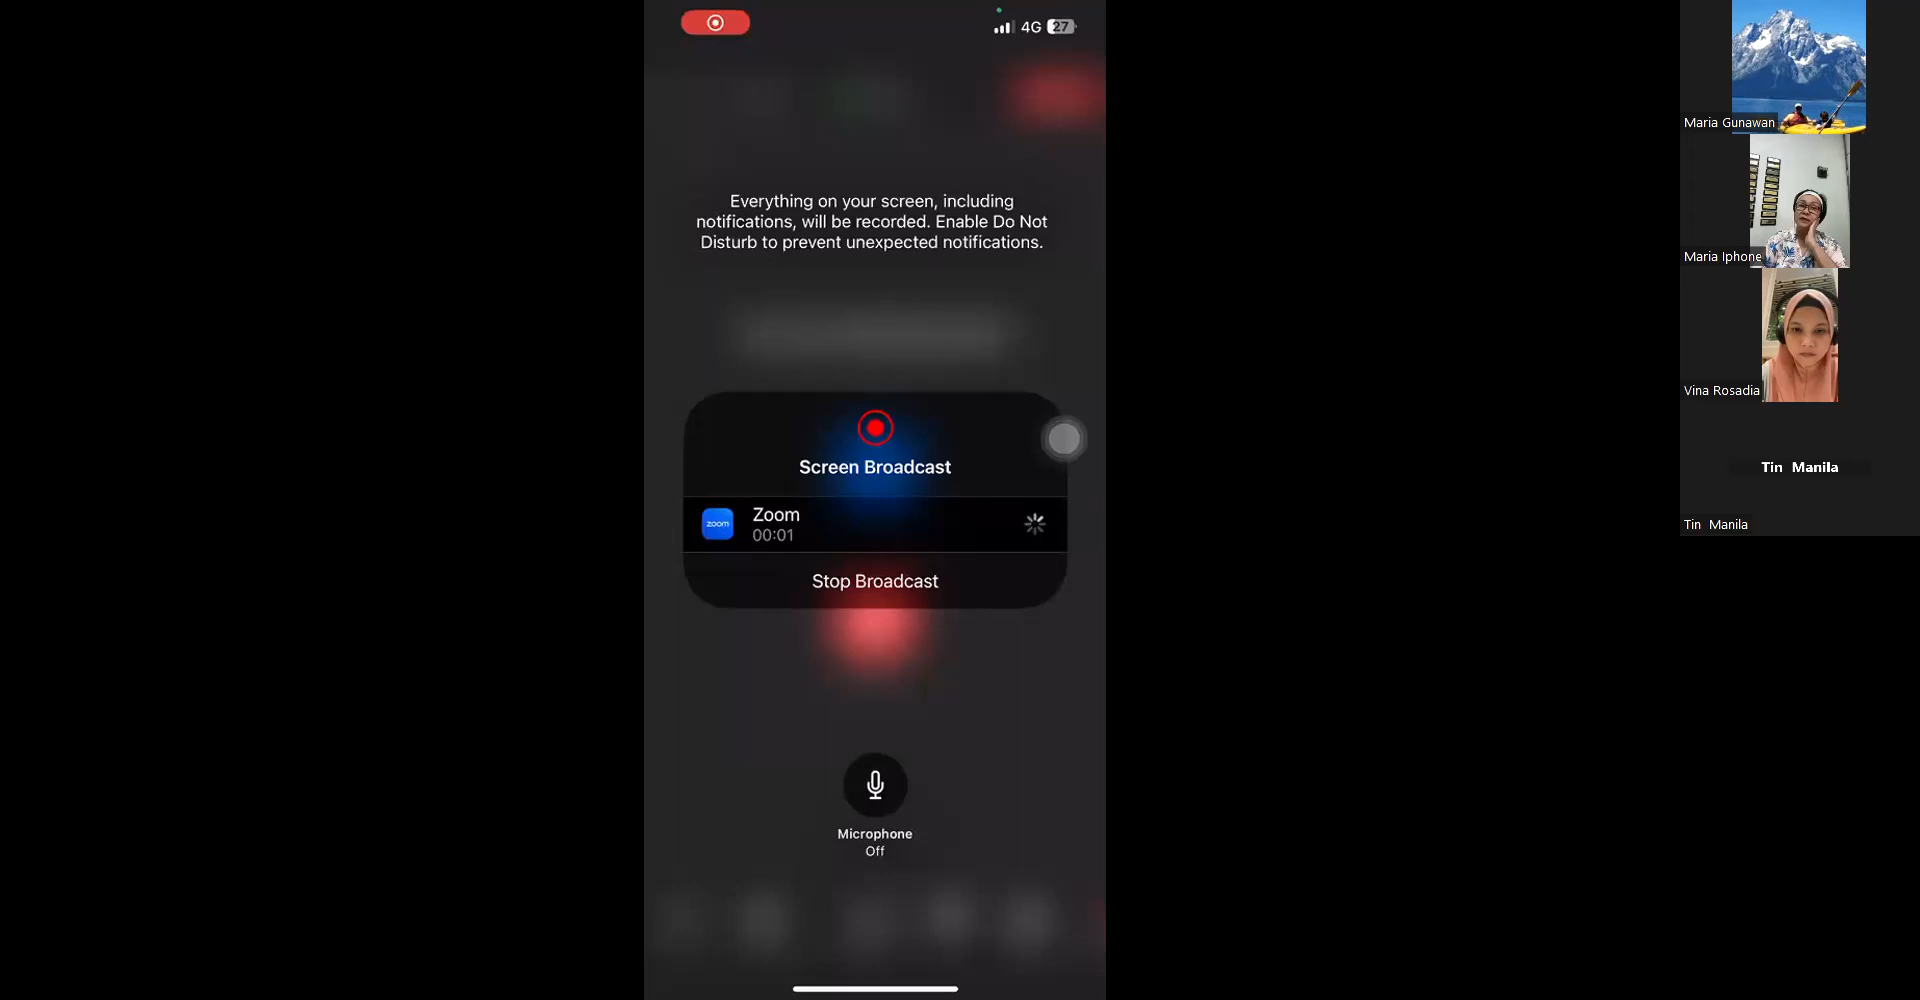 4G 27
Everything on your screen, including
notifications, will be recorded. Enable Do Not
Disturb to prevent unexpected notifications.
Screen Broadcast
zoom
Zoom
00:01
Stop Broadcast
Microphone
Off
Maria Gunawan
Maria Iphone
Vina Rosadia
Tin Manila
Tin Manila